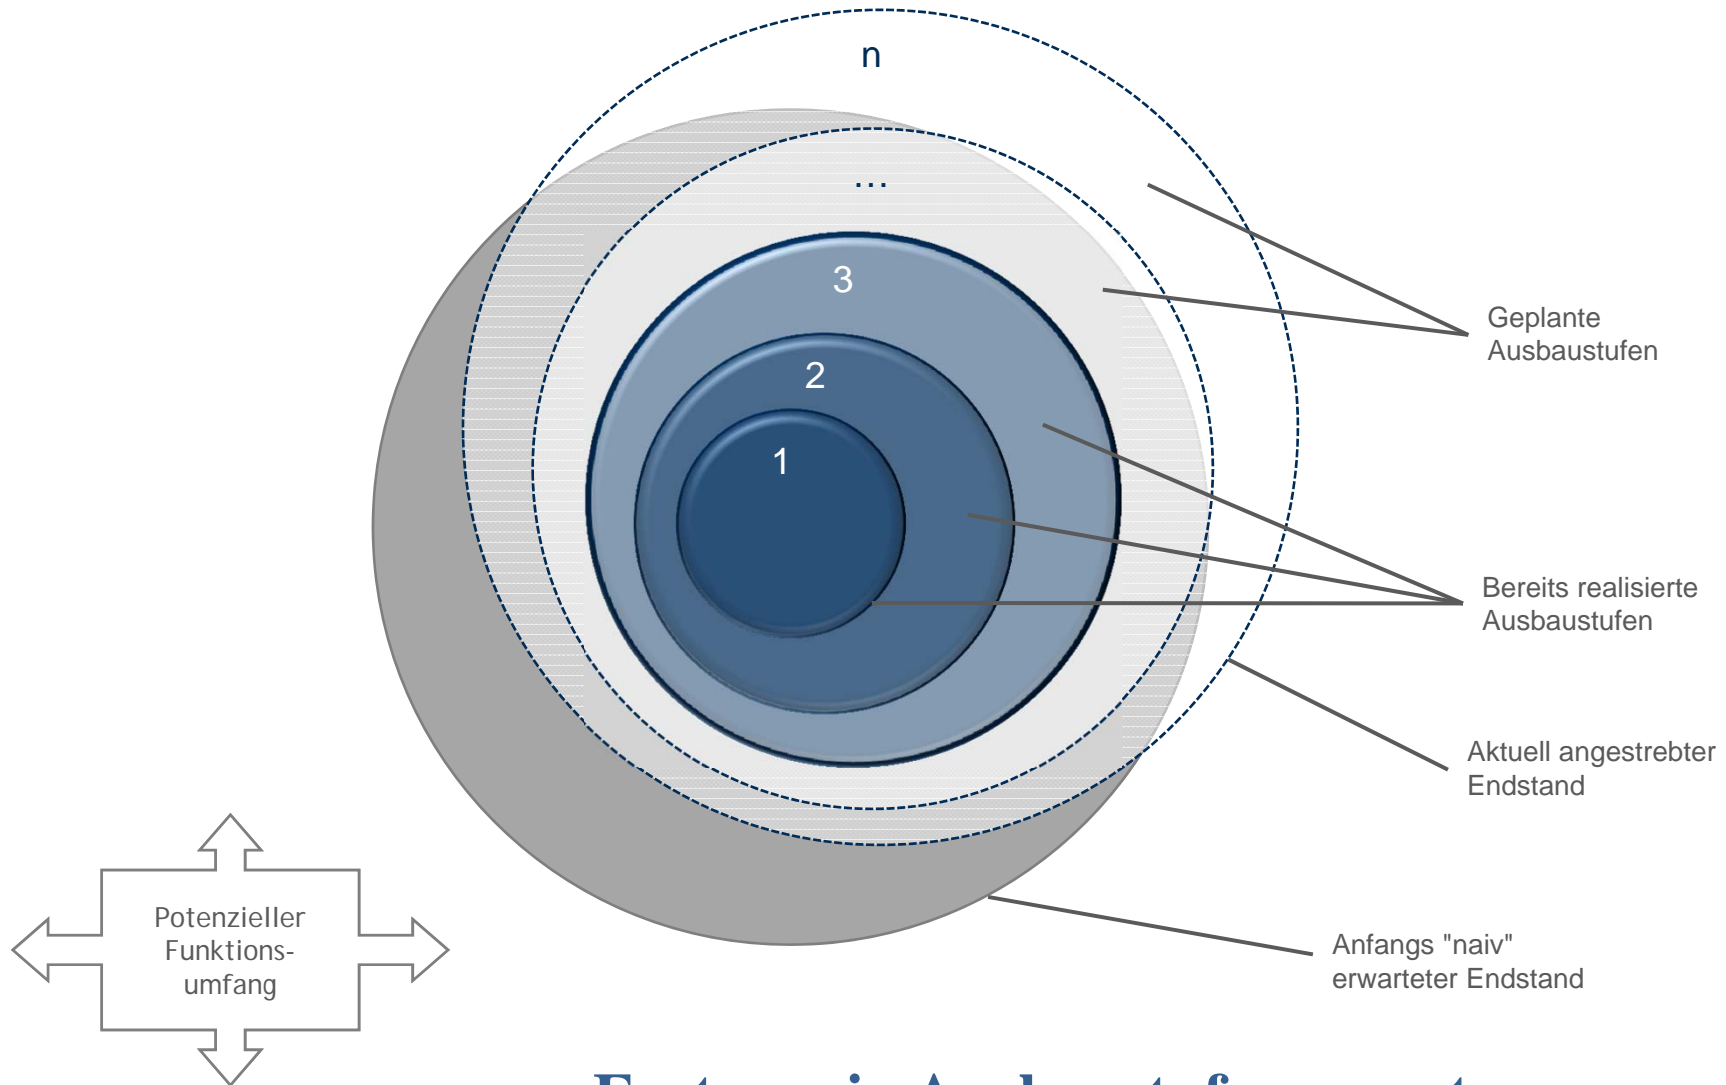 n
...
3
2
1
Geplante
Ausbaustufen
Bereits realisierte
Ausbaustufen
Aktuell angestrebter
Endstand
Anfangs "naiv"
erwarteter Endstand
Potenzieller
Funktions-
umfang